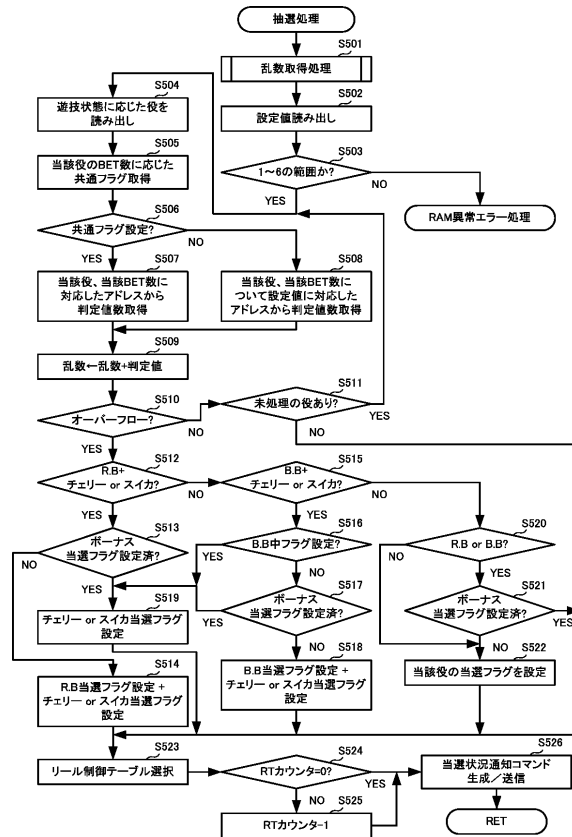 抽選処理
S501
乱数取得処理
S502
設定値読み出し
S503
1～6の範囲か?
NO
YES
RAM異常エラー処理
S504
遊技状態に応じた役を
読み出し
S505
当該役のBET数に応じた
共通フラグ取得
S506
共通フラグ設定?
NO
YES
S507
当該役、当該BET数に
対応したアドレスから
判定値数取得
S508
当該役、当該BET数に
ついて設定値に対応した
アドレスから判定値数取得
S509
乱数←乱数+判定値
S510
オーバーフロー?
NO
YES
S511
未処理の役あり?
YES
NO
S512
R.B+
チェリー or スイカ?
NO
YES
S515
B.B+
チェリー or スイカ?
NO
YES
S513
ボーナス
当選フラグ設定済?
NO
YES
S516
B.B中フラグ設定?
YES
NO
S520
R.B or B.B?
NO
YES
S517
ボーナス
当選フラグ設定済?
YES
NO
S521
ボーナス
当選フラグ設定済?
YES
NO
S519
チェリー or スイカ当選フラグ
設定
S514
R.B当選フラグ設定 +
チェリー or スイカ当選フラグ
設定
S518
B.B当選フラグ設定 +
チェリー or スイカ当選フラグ
設定
S522
当該役の当選フラグを設定
S523
リール制御テーブル選択
S524
RTカウンタ=0?
YES
NO
S525
RTカウンタ-1
S526
当選状況通知コマンド
生成／送信
RET